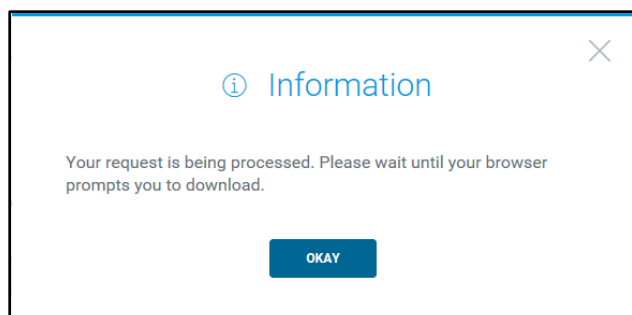 Information
Your request is being processed. Please wait until your browser
prompts you to download.
OKAY